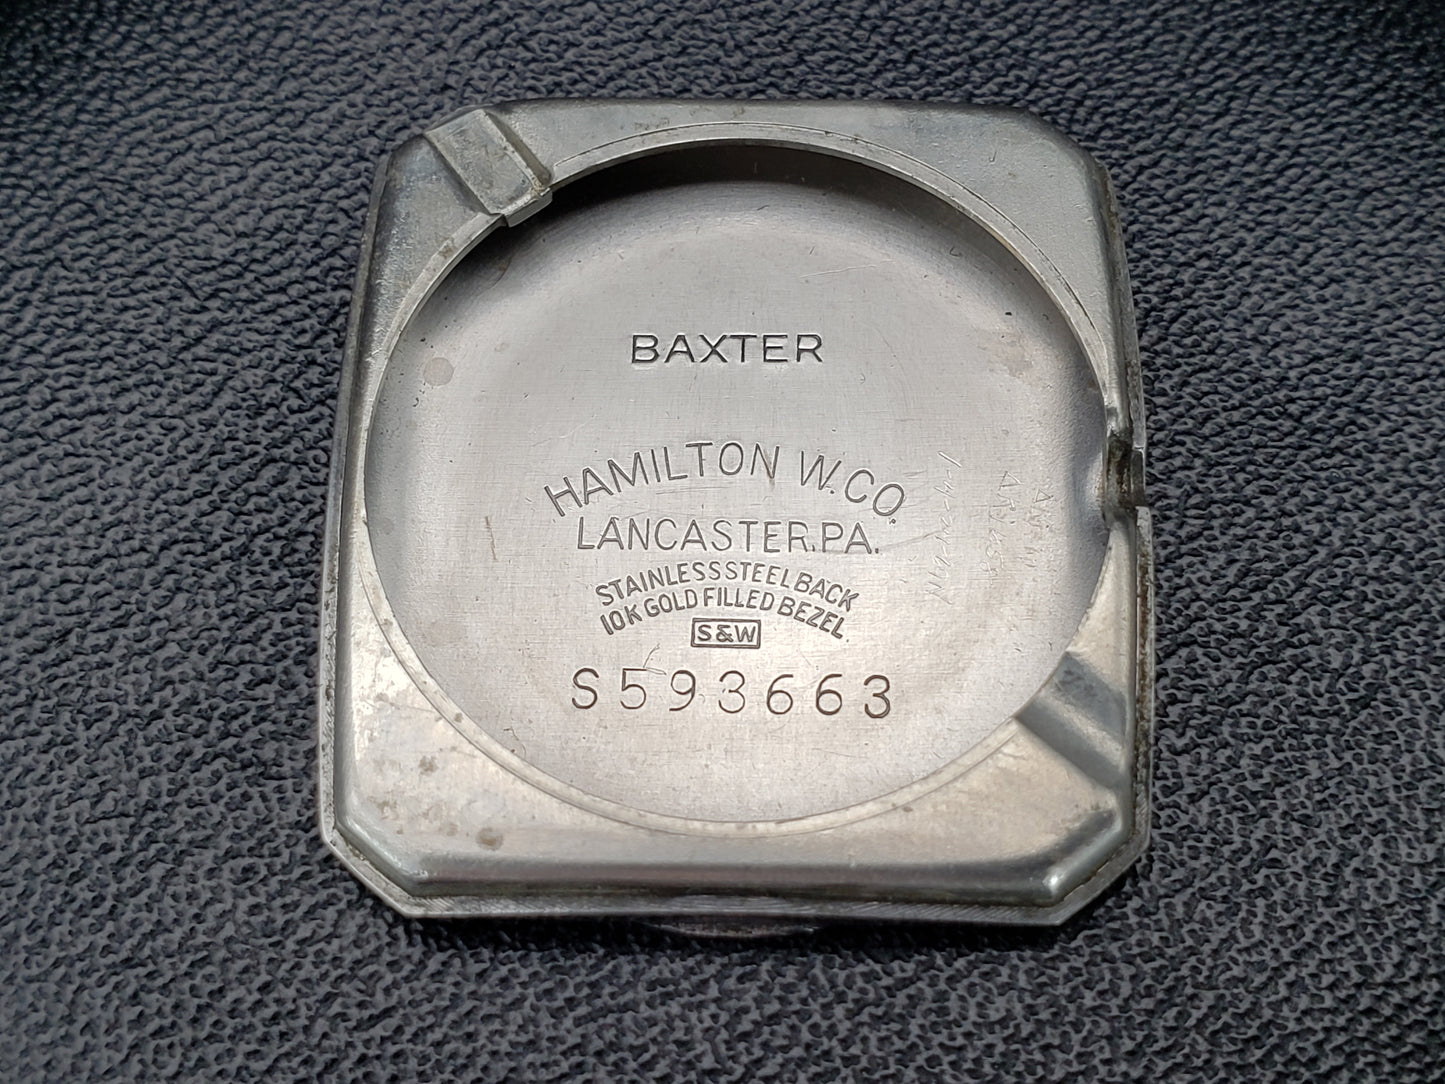 BAXTER
HAMILTON W. CO.
LANCASTER, PA.
STAINLESS STEEL BACK
10K GOLD FILLED BEZEL
S&W
S593663